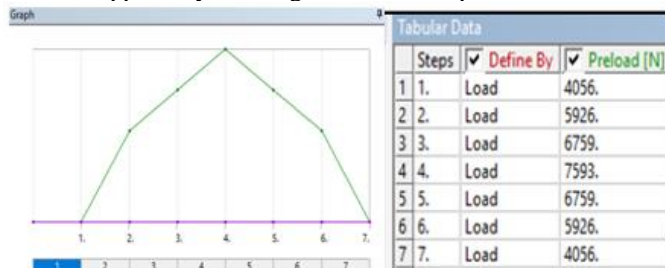 Graph
1. 2. 3. 4. 5. 6. 7.
1 2 3 4 5 6 7
Tabular Data
Steps Define By Preload [N]
1 1. Load 4056.
2 2. Load 5926.
3 3. Load 6759.
4 4. Load 7593.
5 5. Load 6759.
6 6. Load 5926.
7 7. Load 4056.